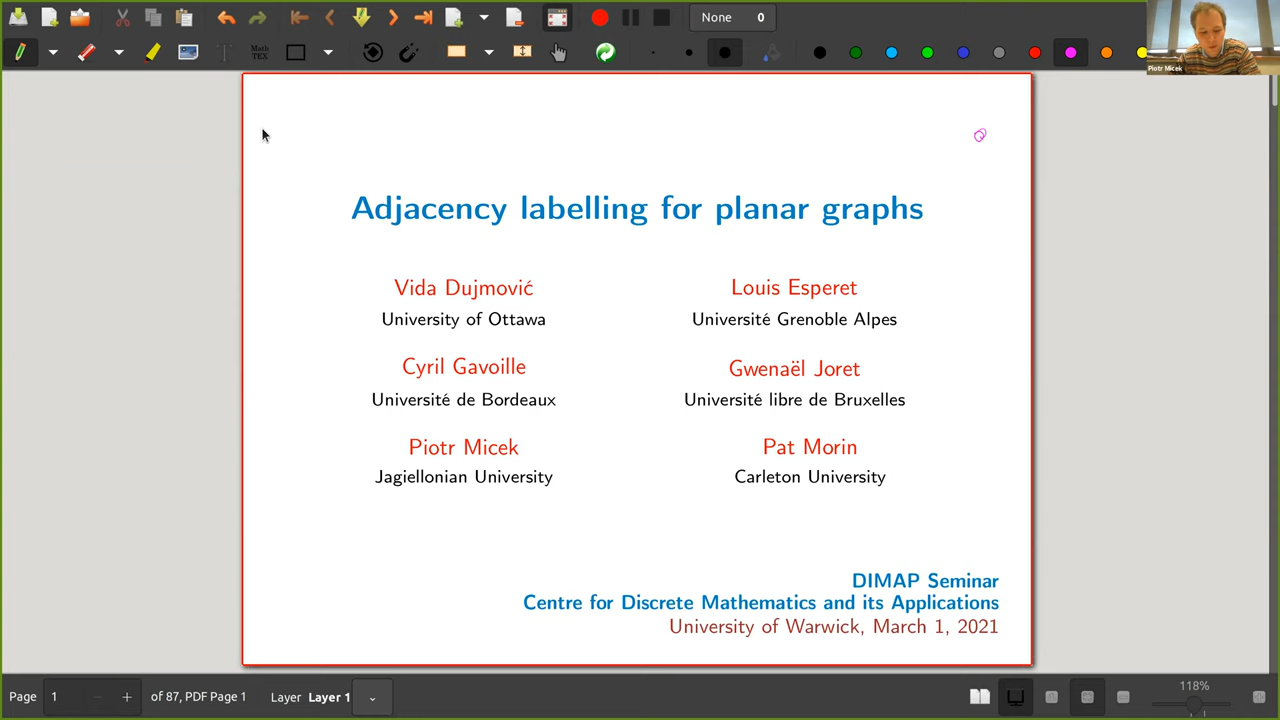 None 0
Math
TEX
T
Piotr Micek
Adjacency labelling for planar graphs
Vida Dujmović
University of Ottawa
Louis Esperet
Université Grenoble Alpes
Cyril Gavoille
Université de Bordeaux
Gwenaël Joret
Université libre de Bruxelles
Piotr Micek
Jagiellonian University
Pat Morin
Carleton University
DIMAP Seminar
Centre for Discrete Mathematics and its Applications
University of Warwick, March 1, 2021
Page 1 of 87, PDF Page 1 Layer Layer 1 118%